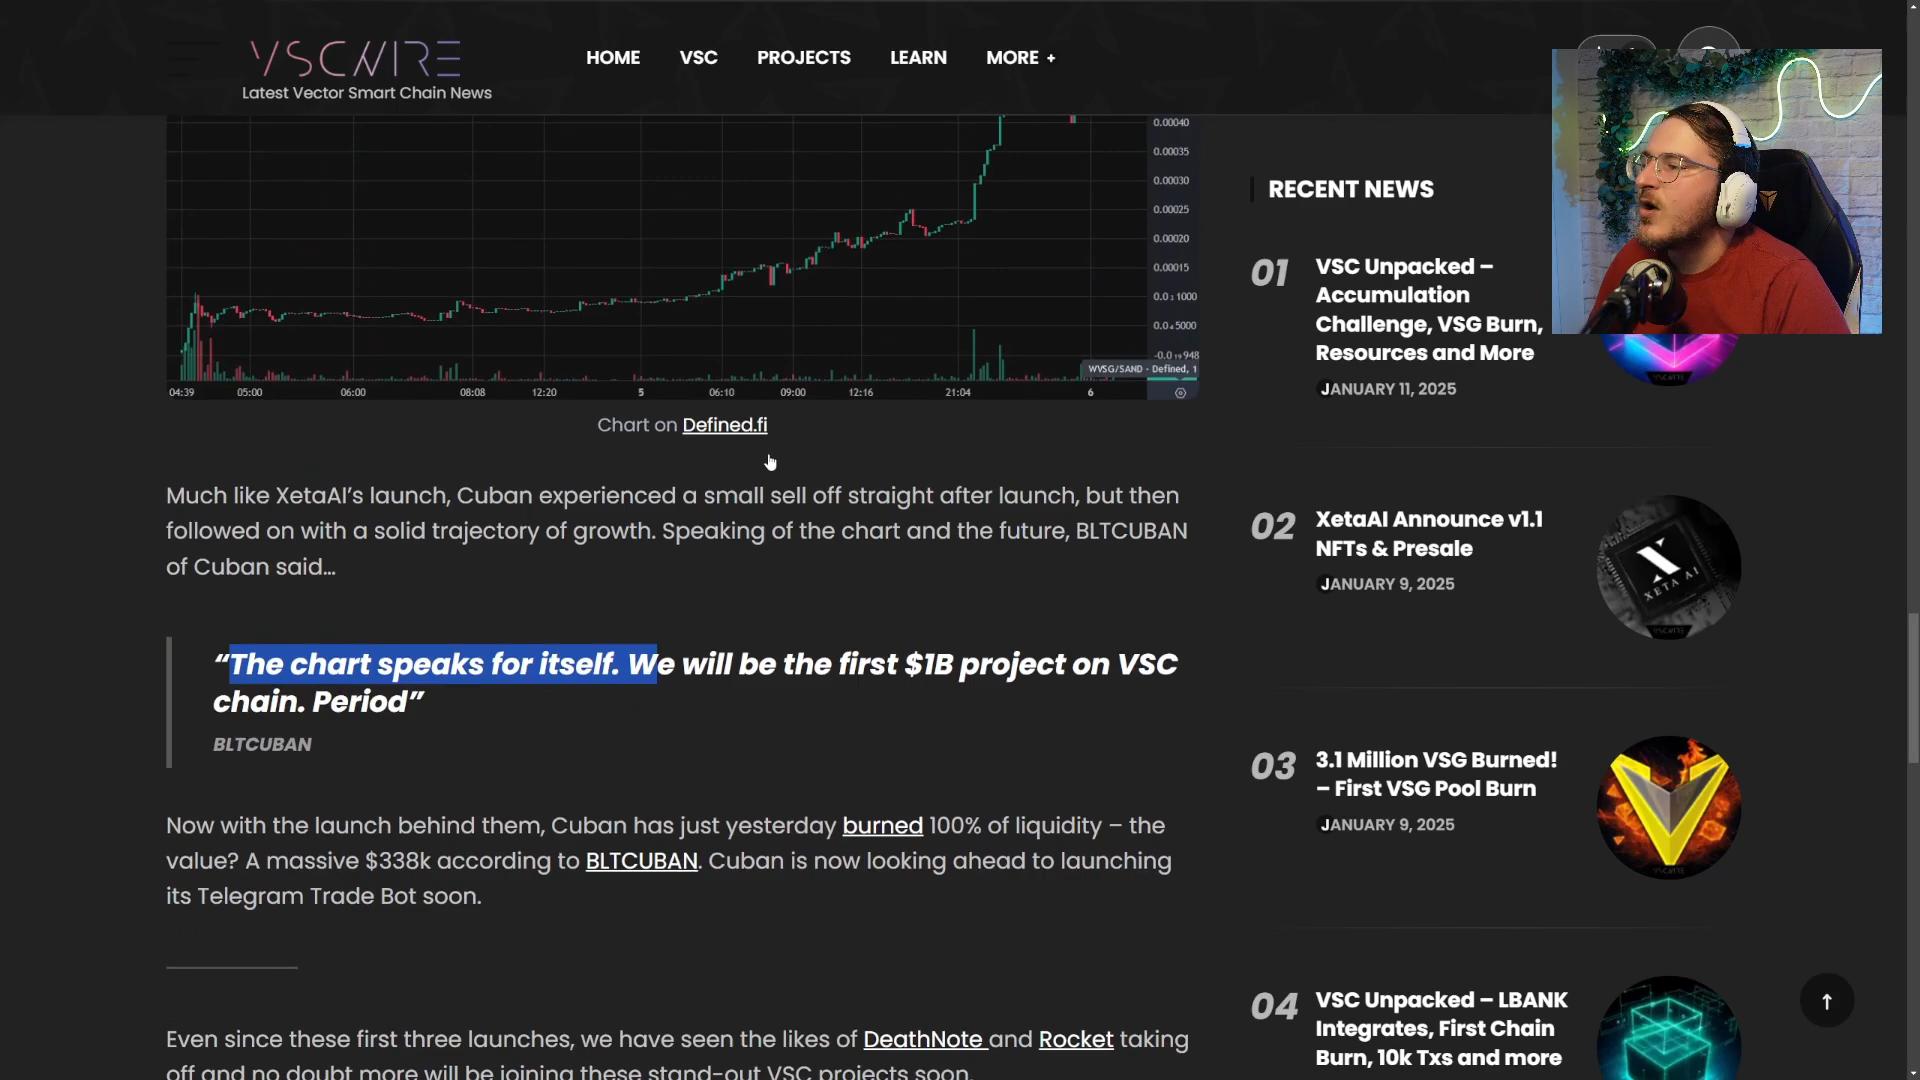 VSCWIRE
Latest Vector Smart Chain News
HOME
VSC
PROJECTS
LEARN
MORE +
0.00040
0.00035
0.00030
0.00025
0.00020
0.00015
0.0₃1000
0.0₄5000
-0.0₁₉948
WVSG/SAND - Defined, 1
04:39
05:00
06:00
08:08
12:20
5
06:10
09:00
12:16
21:04
6
Chart on Defined.fi
Much like XetaAI’s launch, Cuban experienced a small sell off straight after launch, but then
followed on with a solid trajectory of growth. Speaking of the chart and the future, BLTCUBAN
of Cuban said…
“The chart speaks for itself. We will be the first $1B project on VSC
chain. Period”
BLTCUBAN
Now with the launch behind them, Cuban has just yesterday burned 100% of liquidity – the
value? A massive $338k according to BLTCUBAN. Cuban is now looking ahead to launching
its Telegram Trade Bot soon.
Even since these first three launches, we have seen the likes of DeathNote and Rocket taking
off and no doubt more will be joining these stand-out VSC projects soon.
RECENT NEWS
01
VSC Unpacked –
Accumulation
Challenge, VSG Burn,
Resources and More
JANUARY 11, 2025
02
XetaAI Announce v1.1
NFTs & Presale
JANUARY 9, 2025
XETA AI
VSCWIRE
03
3.1 Million VSG Burned!
– First VSG Pool Burn
JANUARY 9, 2025
VSCWIRE
04
VSC Unpacked – LBANK
Integrates, First Chain
Burn, 10k Txs and more